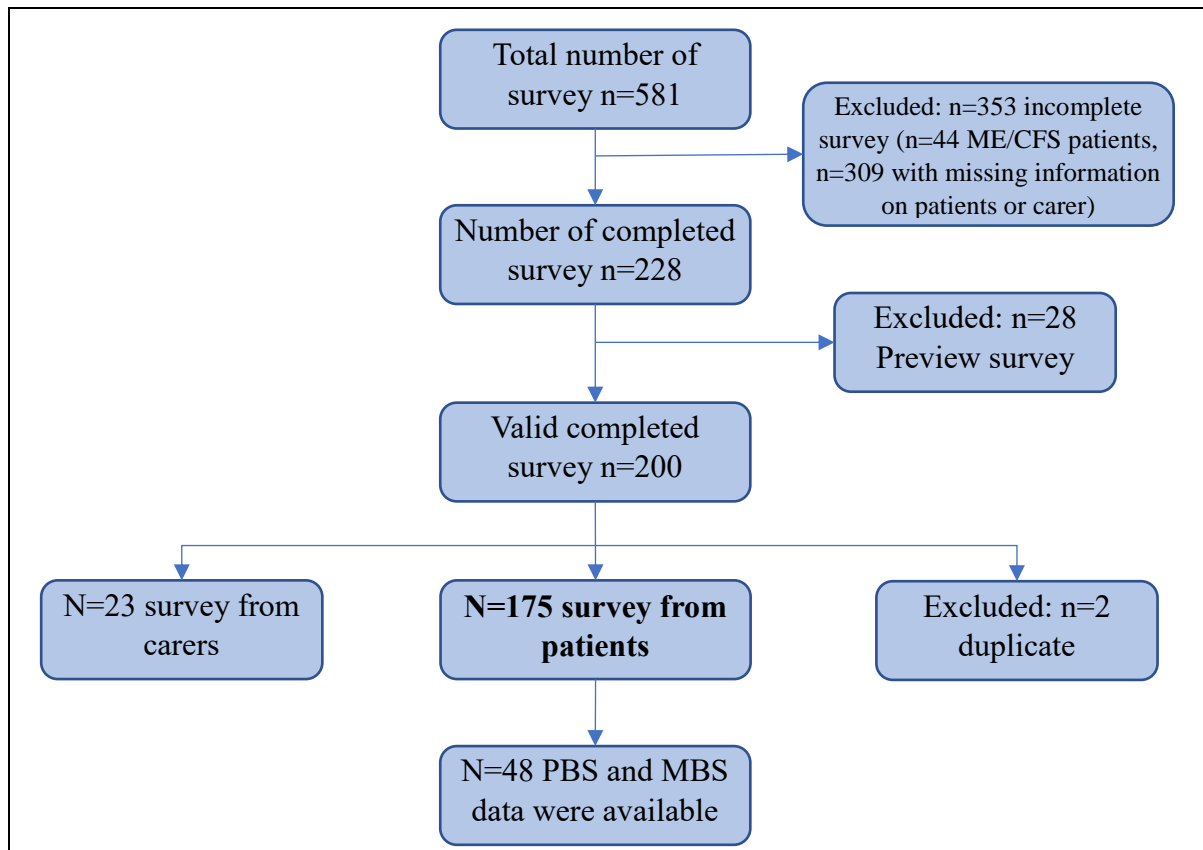 Total number of
survey n=581
Excluded: n=353 incomplete
survey (n=44 ME/CFS patients,
n=309 with missing information
on patients or carer)
Number of completed
survey n=228
Excluded: n=28
Preview survey
Valid completed
survey n=200
N=23 survey from
carers
N=175 survey from
patients
Excluded: n=2
duplicate
N=48 PBS and MBS
data were available